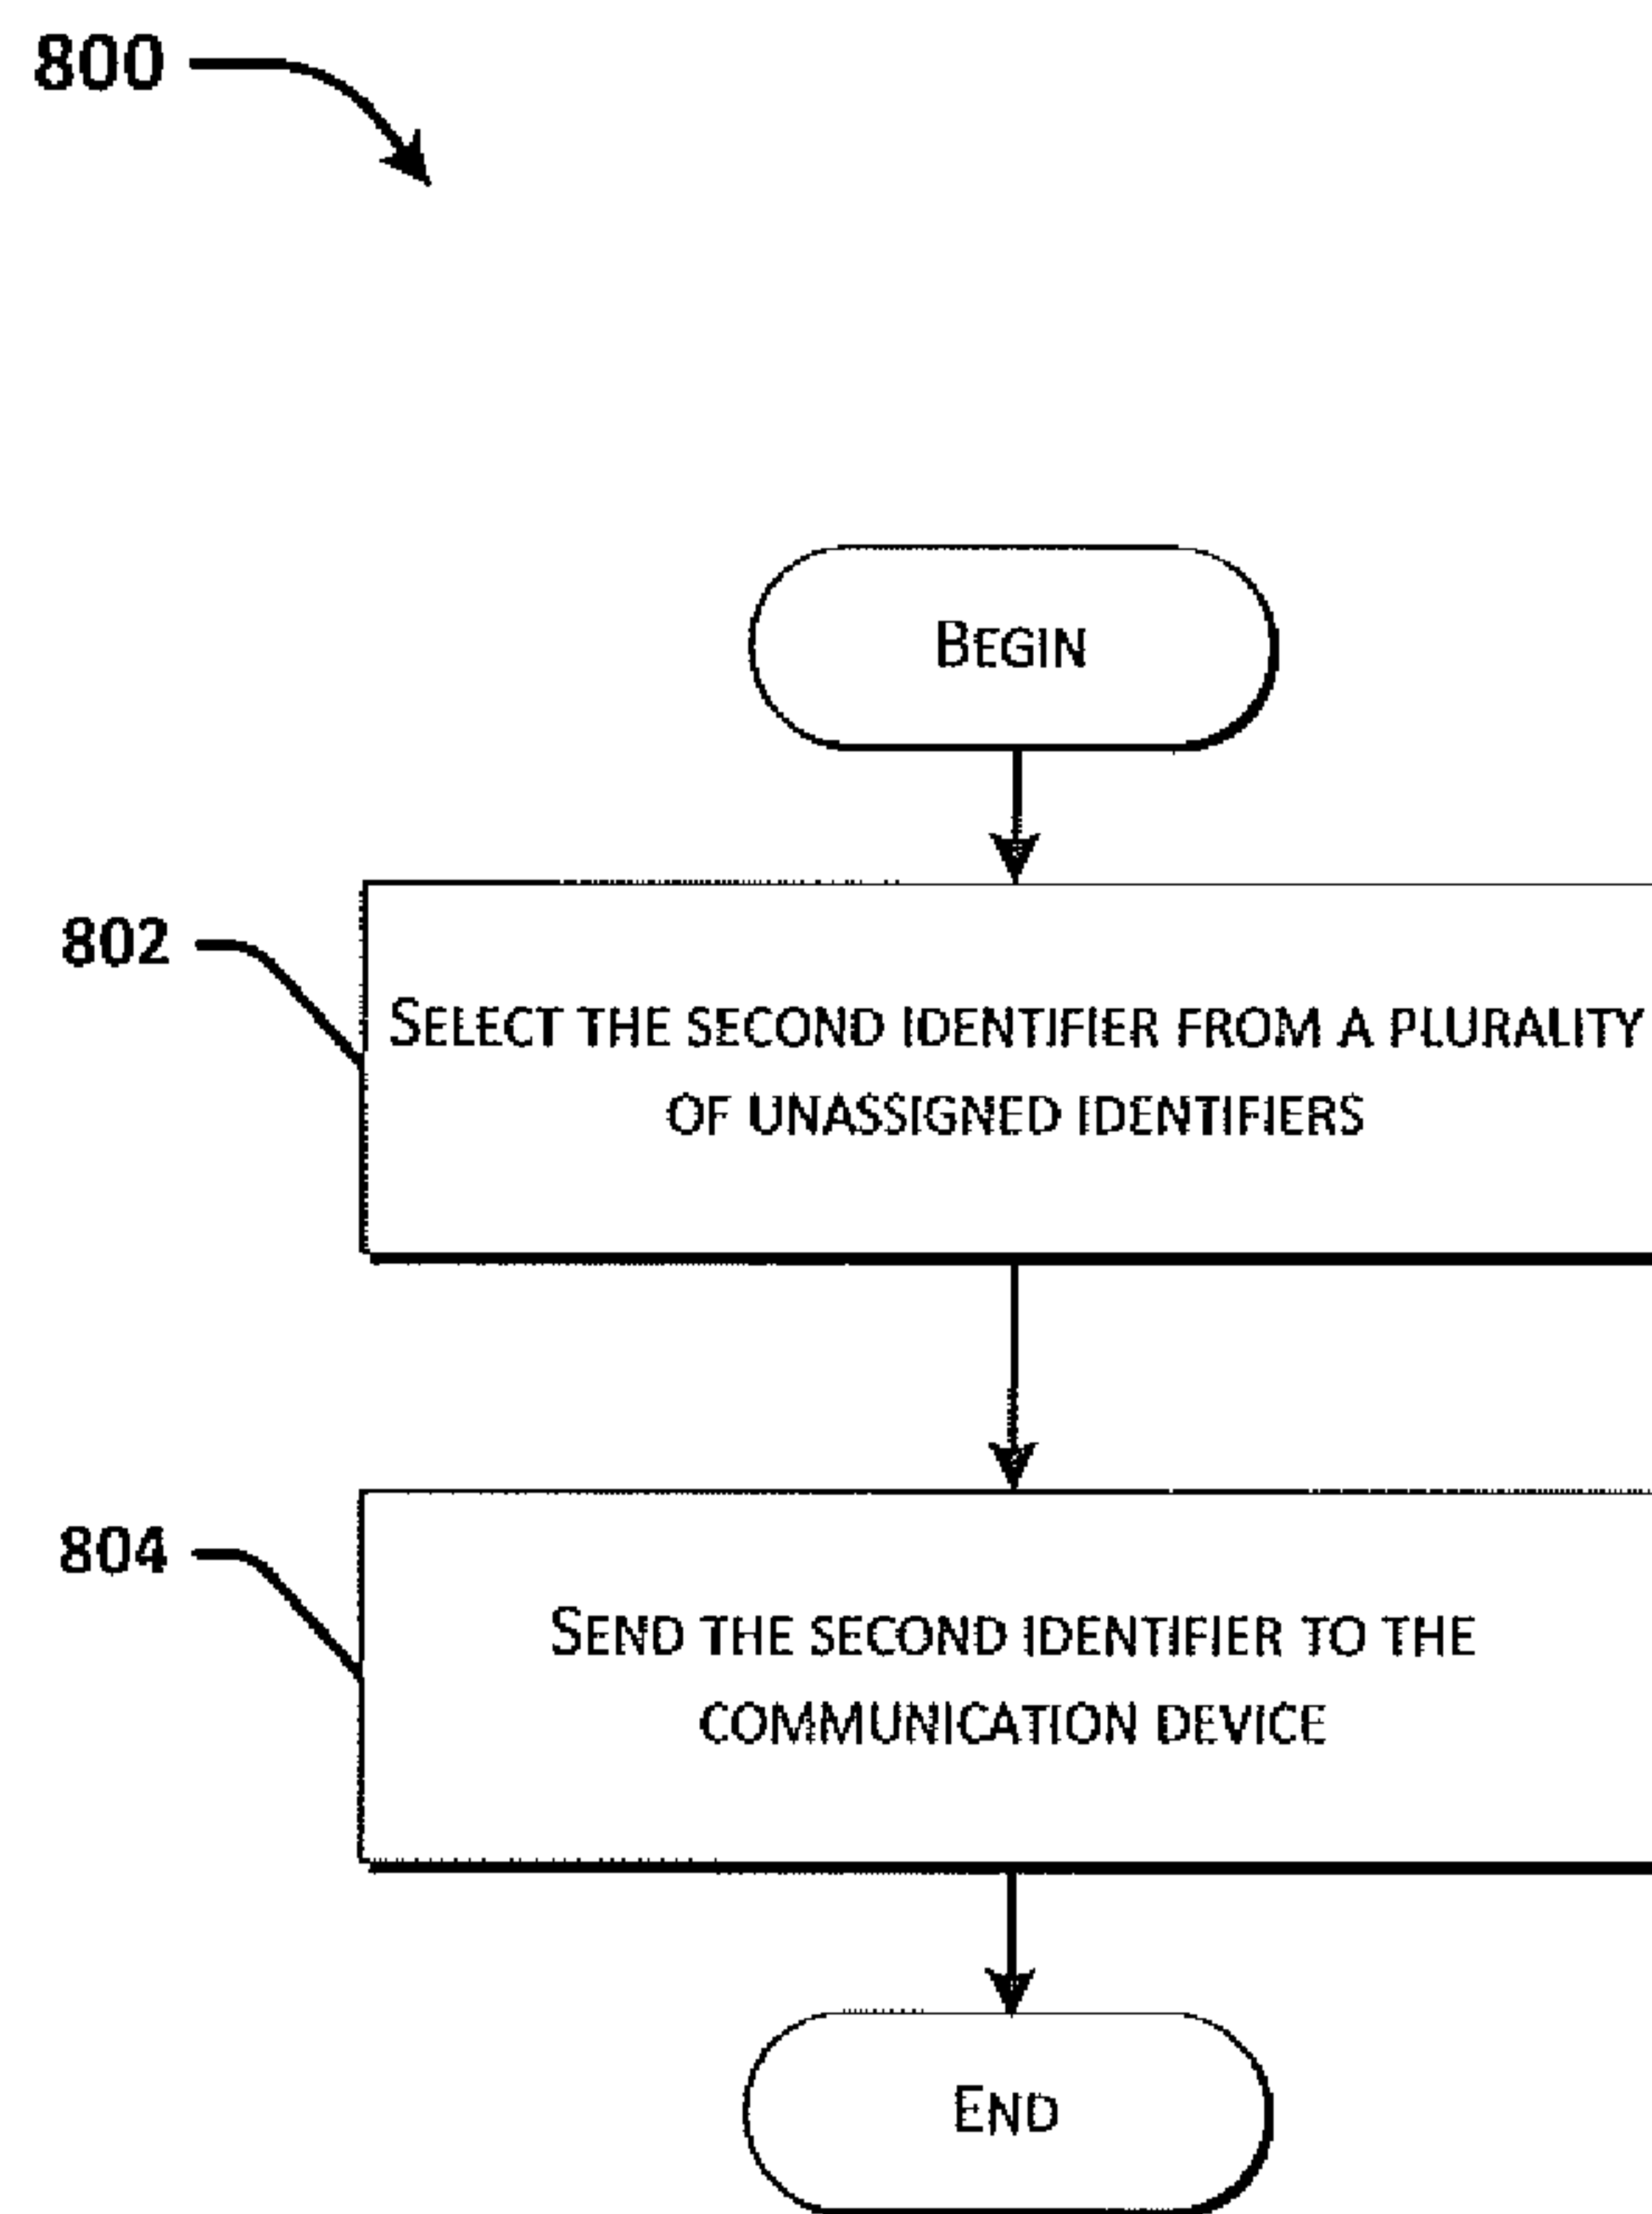 800
BEGIN
802
SELECT THE SECOND IDENTIFIER FROM A PLURALITY
OF UNASSIGNED IDENTIFIERS
804
SEND THE SECOND IDENTIFIER TO THE
COMMUNICATION DEVICE
END